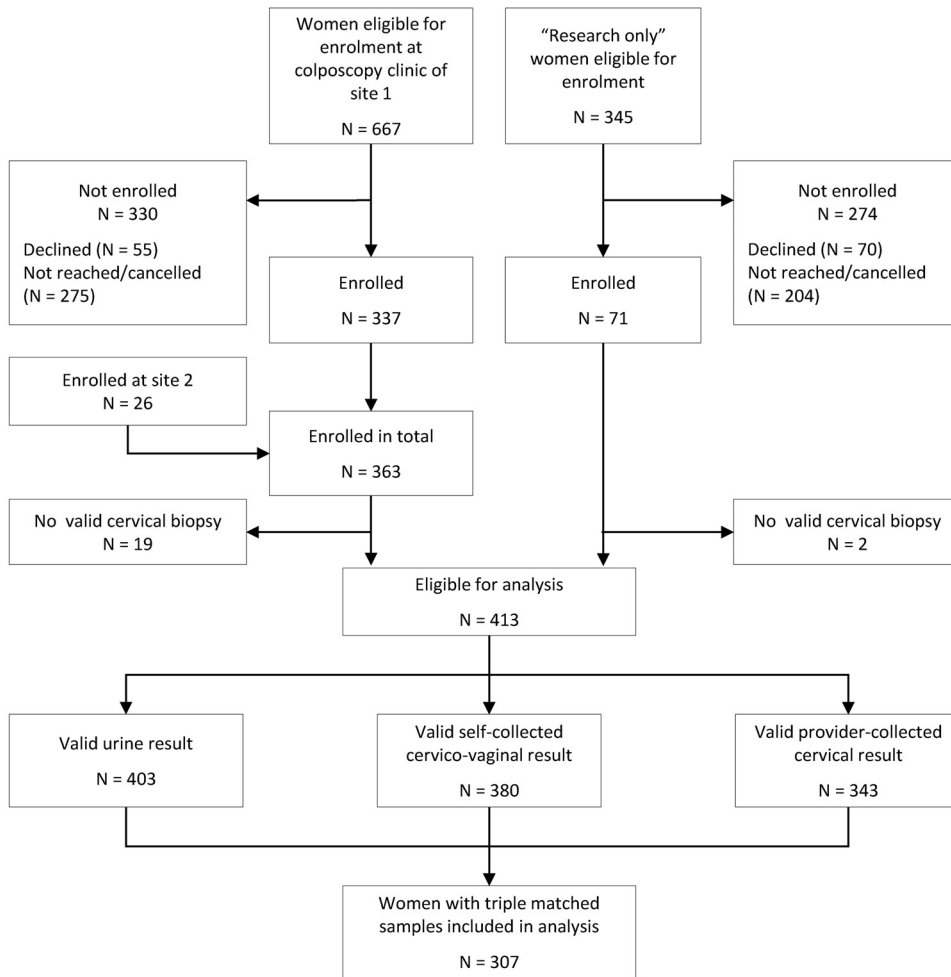 Women eligible for
enrolment at
colposcopy clinic of
site 1
N = 667
“Research only”
women eligible for
enrolment
N = 345
Not enrolled
N = 330
Declined (N = 55)
Not reached/cancelled
(N = 275)
Not enrolled
N = 274
Declined (N = 70)
Not reached/cancelled
(N = 204)
Enrolled
N = 337
Enrolled
N = 71
Enrolled at site 2
N = 26
Enrolled in total
N = 363
No valid cervical biopsy
N = 19
No valid cervical biopsy
N = 2
Eligible for analysis
N = 413
Valid urine result
N = 403
Valid self-collected
cervico-vaginal result
N = 380
Valid provider-collected
cervical result
N = 343
Women with triple matched
samples included in analysis
N = 307